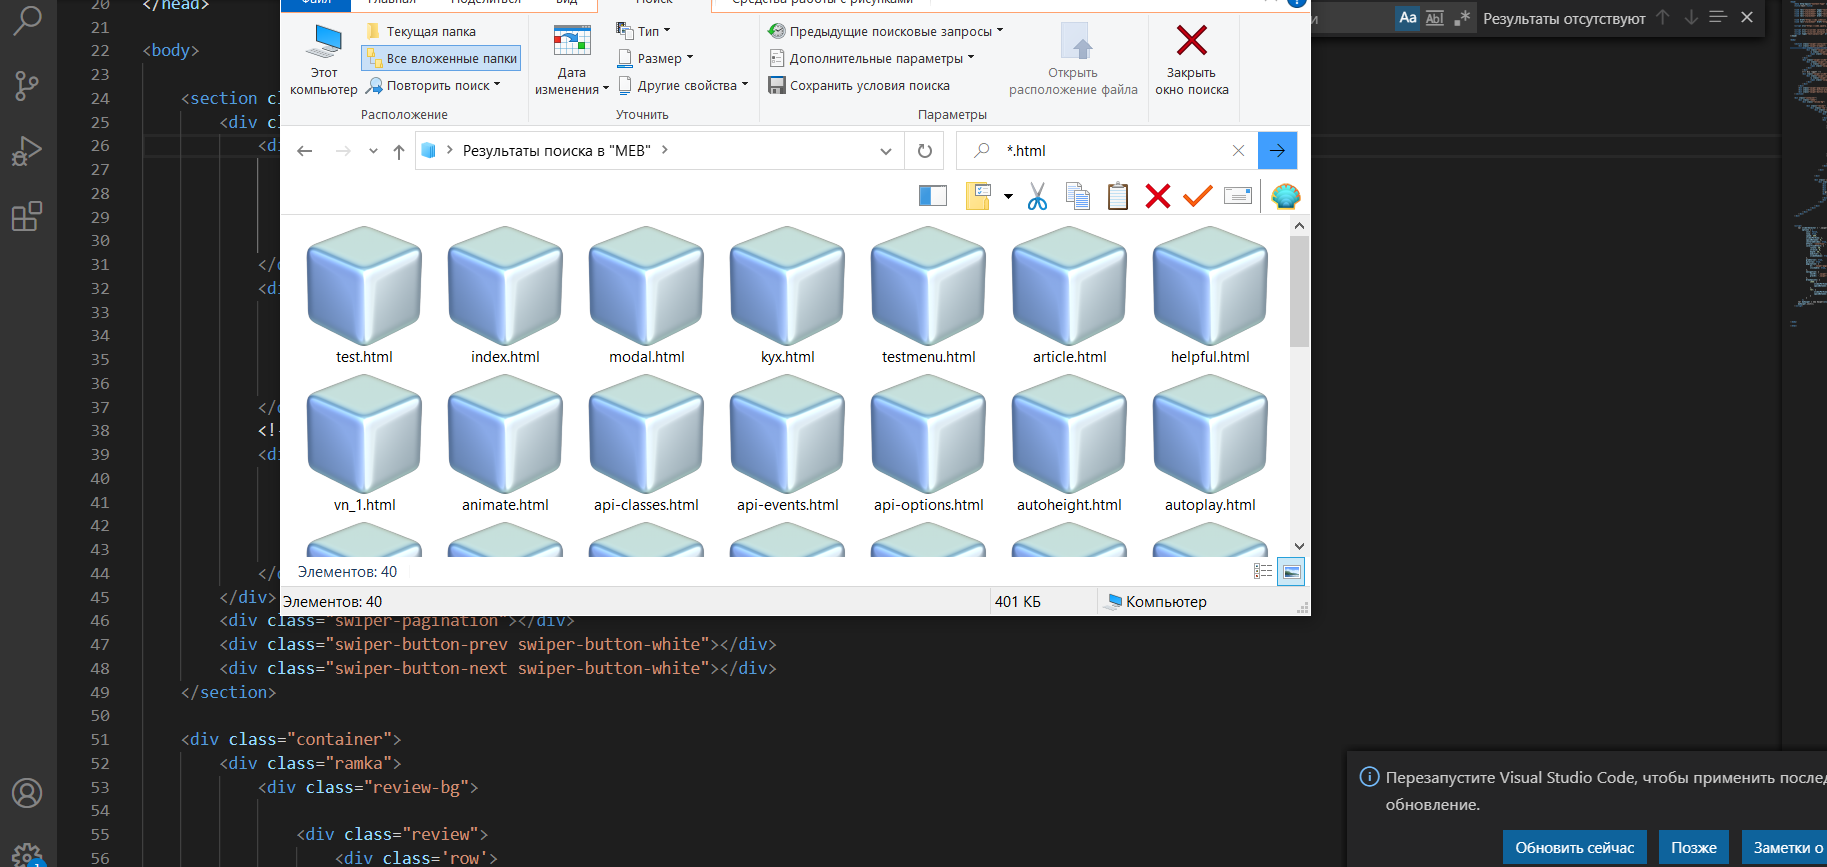 Файл Главная Поделиться Вид Поиск Средства работы с рисунками
Этот компьютер
Текущая папка
Все вложенные папки
Повторить поиск
Расположение
Дата изменения
Тип
Размер
Другие свойства
Уточнить
Предыдущие поисковые запросы
Дополнительные параметры
Сохранить условия поиска
Открыть расположение файла
Параметры
Закрыть окно поиска
Aa Abl .* Результаты отсутствуют
Результаты поиска в "МЕВ"
*.html
test.html index.html modal.html kyx.html testmenu.html article.html helpful.html
vn_1.html animate.html api-classes.html api-events.html api-options.html autoheight.html autoplay.html
Элементов: 40
Элементов: 40 401 КБ Компьютер
20 </head>
21
22 <body>
23
24 <section cl
25 <div cl
26 <di
27
28
29
30
31 </d
32 <di
33
34
35
36
37 </d
38 <!-
39 <di
40
41
42
43
44 </d
45 </div>
46 <div class="swiper-pagination"></div>
47 <div class="swiper-button-prev swiper-button-white"></div>
48 <div class="swiper-button-next swiper-button-white"></div>
49 </section>
50
51 <div class="container">
52 <div class="ramka">
53 <div class="review-bg">
54
55 <div class="review">
56 <div class='row'>
Перезапустите Visual Studio Code, чтобы применить послед
обновление.
Обновить сейчас Позже Заметки о